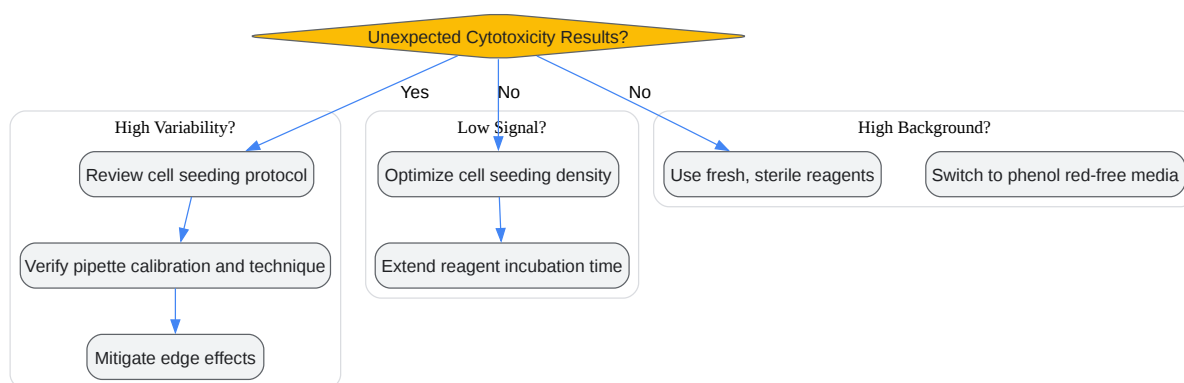 Unexpected Cytotoxicity Results?
Yes
No
No
High Variability?
Low Signal?
High Background?
Review cell seeding protocol
Optimize cell seeding density
Use fresh, sterile reagents
Switch to phenol red-free media
Verify pipette calibration and technique
Extend reagent incubation time
Mitigate edge effects